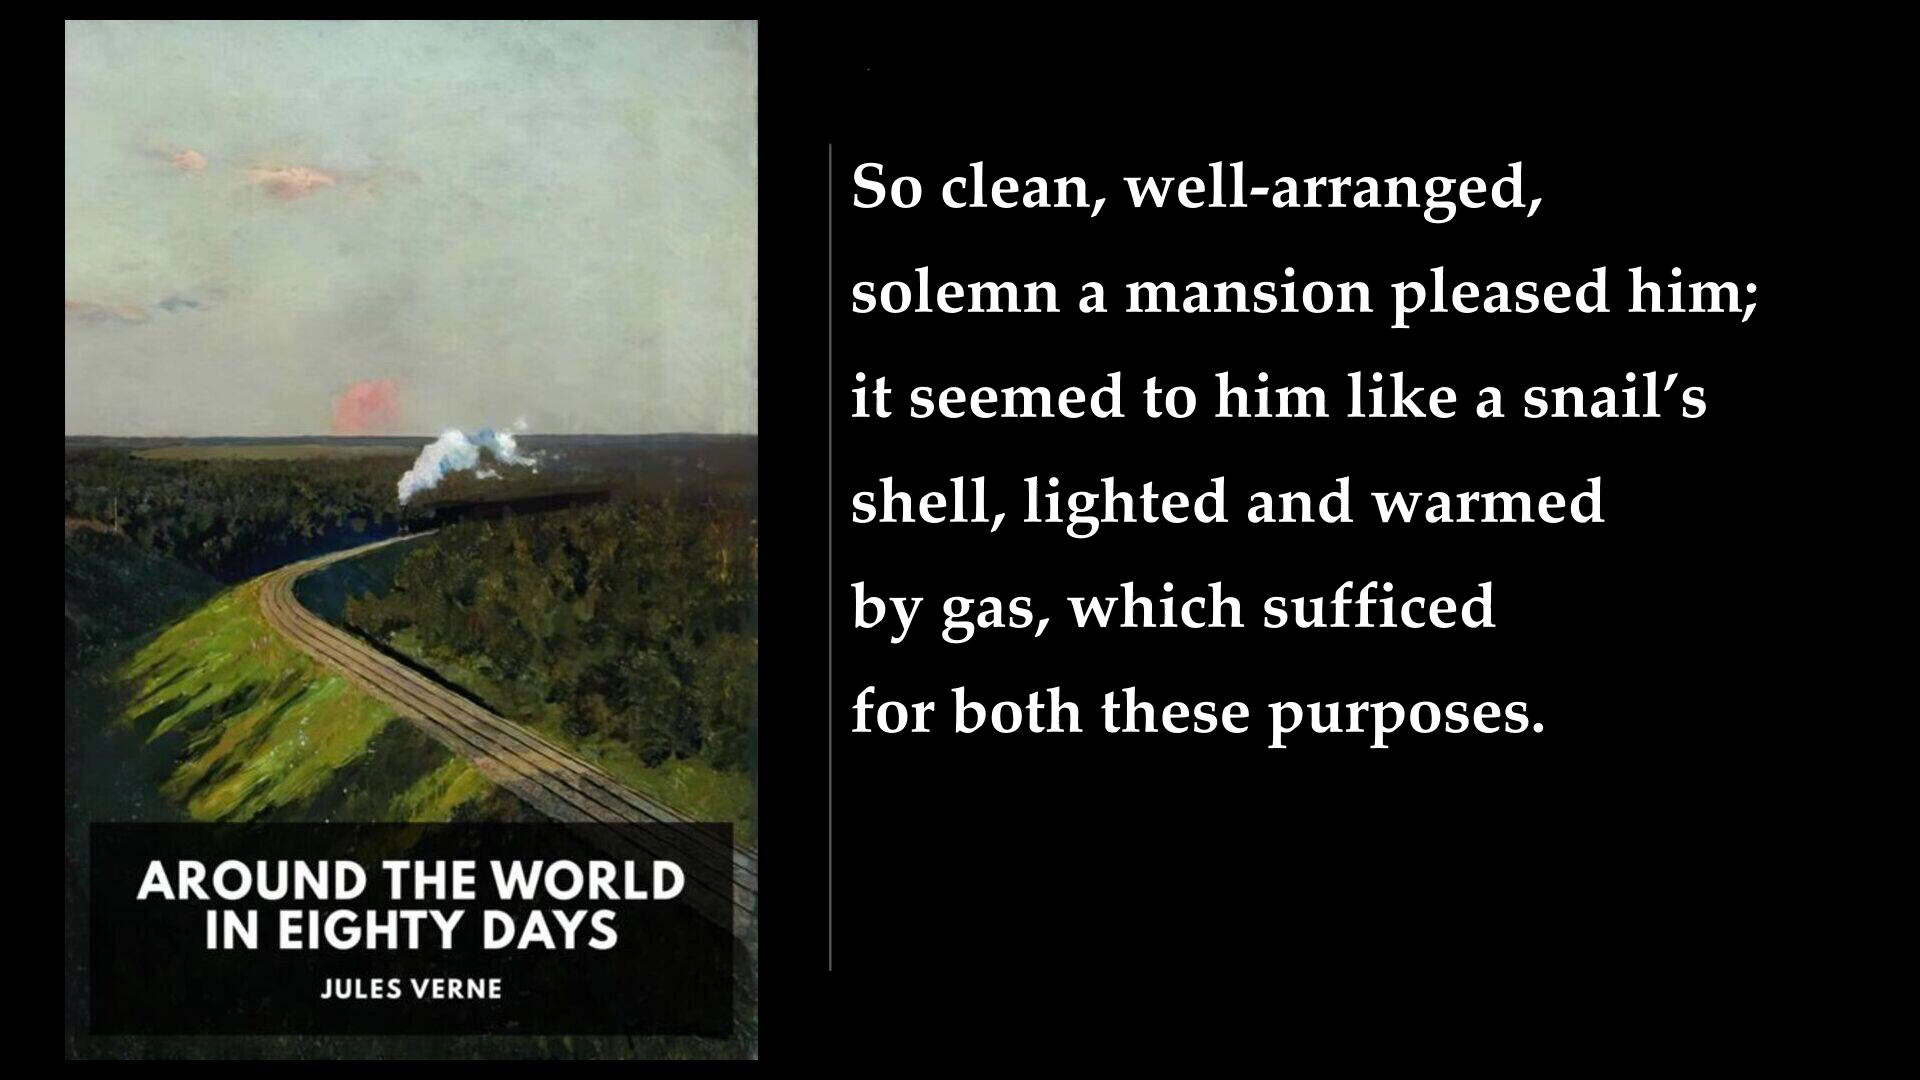 So clean, well-arranged,
solemn a mansion pleased him;
it seemed to him like a snail’s
shell, lighted and warmed
by gas, which sufficed
for both these purposes.
AROUND THE WORLD
IN EIGHTY DAYS
JULES VERNE